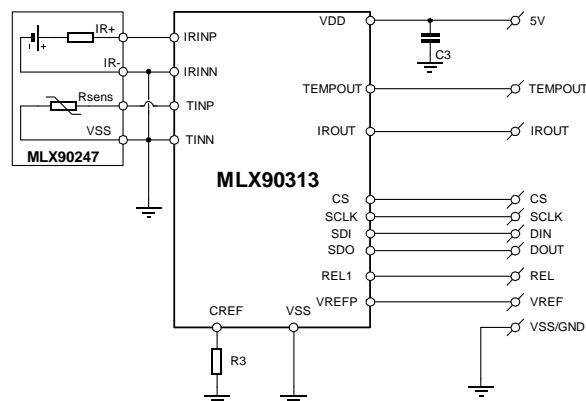 IR+
IR-
Rsens
VSS
MLX90247
IRINP
IRINN
TINP
TINN
MLX90313
VDD
TEMPOUT
IROUT
CS
SCLK
SDI
SDO
REL1
VREFP
CREF
VSS
R3
C3
5V
TEMPOUT
IROUT
CS
SCLK
DIN
DOUT
REL
VREF
VSS/GND